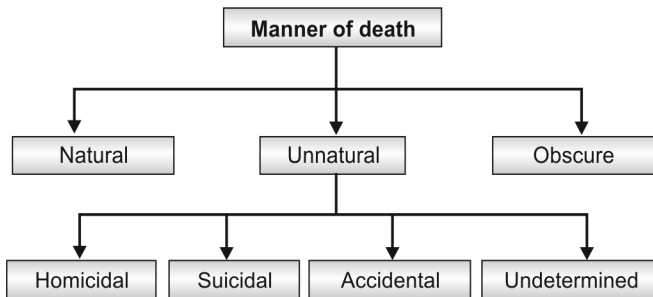 Manner of death
Natural
Unnatural
Obscure
Homicidal
Suicidal
Accidental
Undetermined